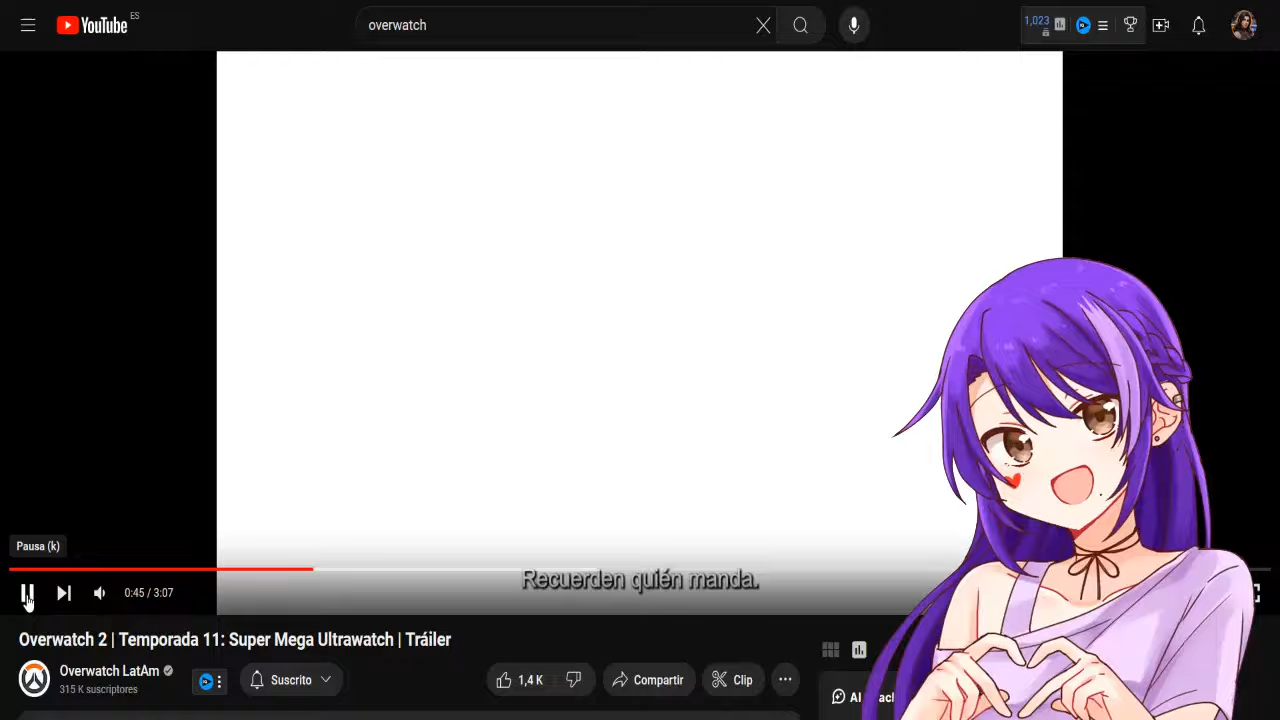 YouTube ES
overwatch
1,023
Recuerden quién manda.
Pausa (k)
0:45 / 3:07
Overwatch 2 | Temporada 11: Super Mega Ultrawatch | Tráiler
Overwatch LatAm
315 K suscriptores
Suscrito
1,4 K
Compartir
Clip